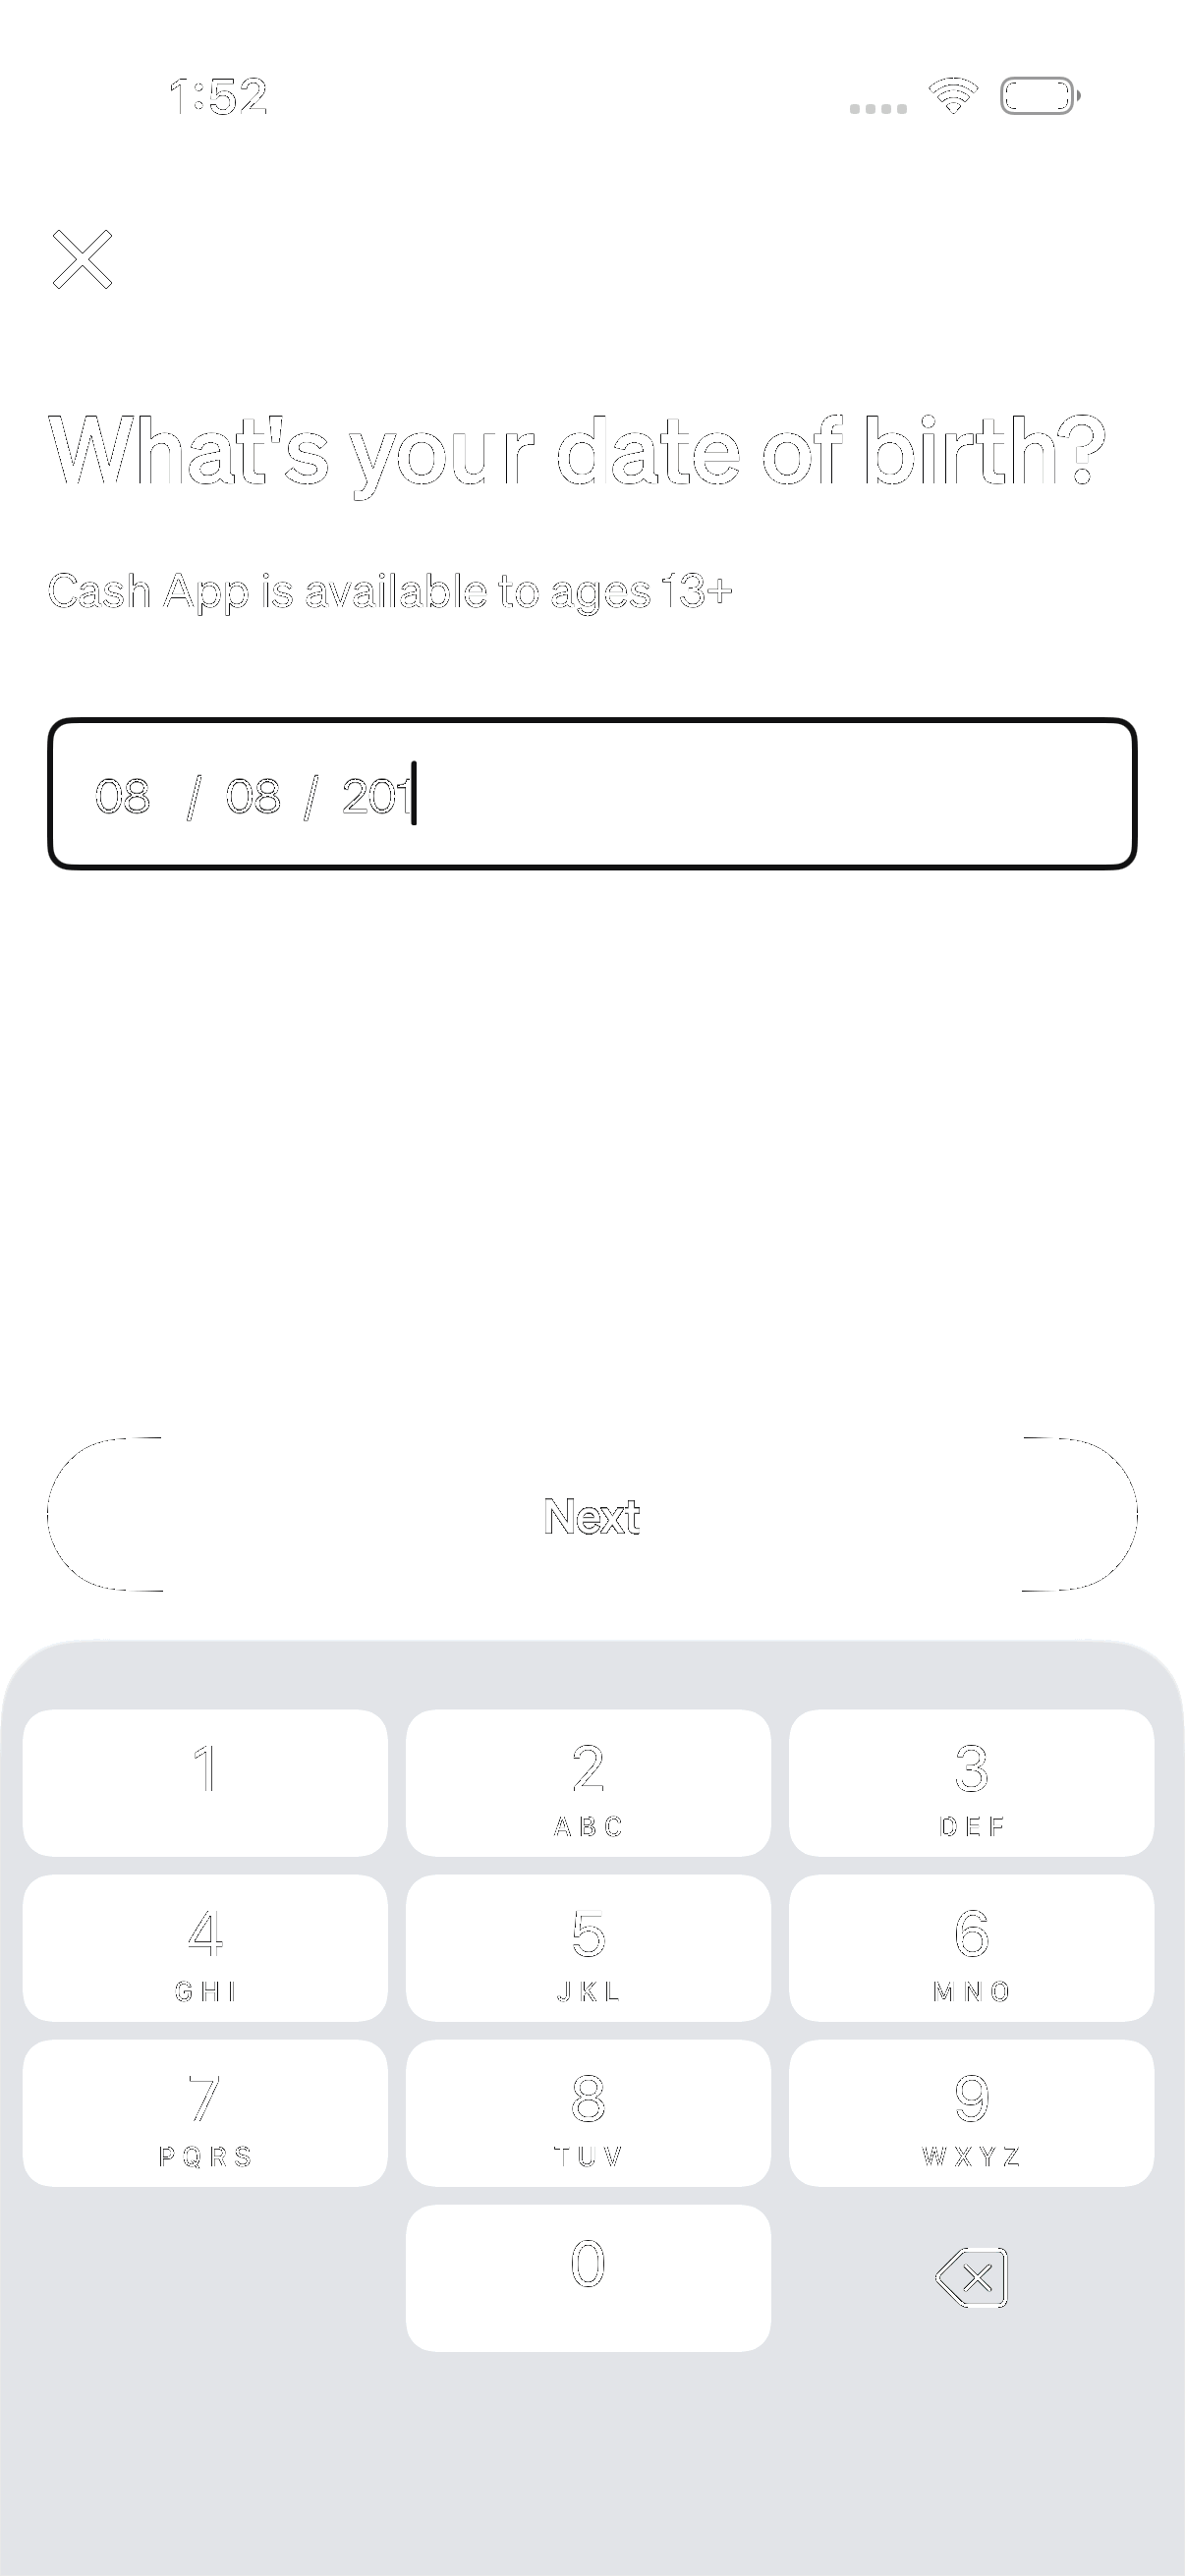 1:52
What's your date of birth?
Cash App is available to ages 13+
08 / 08 / 201
Next
1 2 3
ABC DEF
4 5 6
GHI JKL MNO
7 8 9
PQRS TUV WXYZ
0